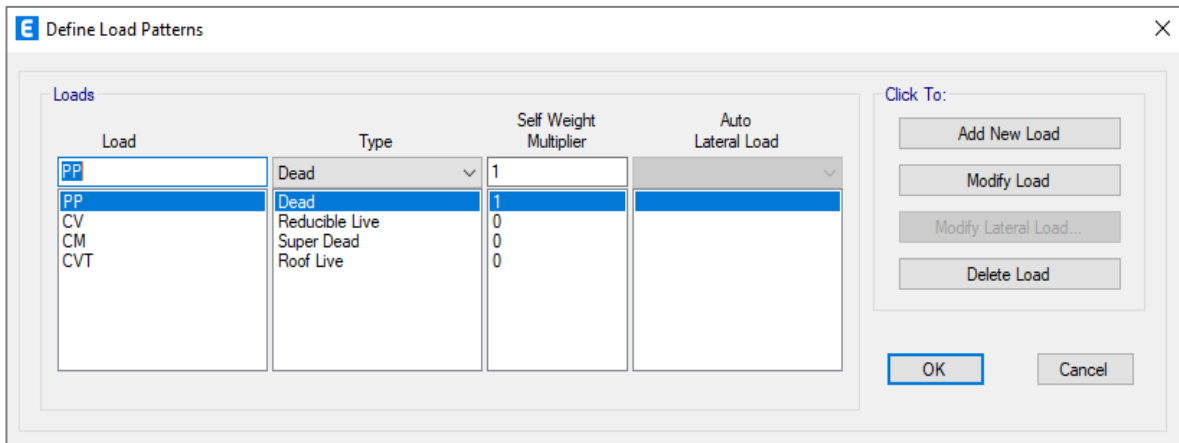 E Define Load Patterns
Loads
Click To:
Load Type Self Weight Multiplier Auto Lateral Load
PP Dead 1
PP Dead 1
CV Reducible Live 0
CM Super Dead 0
CVT Roof Live 0
Add New Load
Modify Load
Modify Lateral Load...
Delete Load
OK Cancel